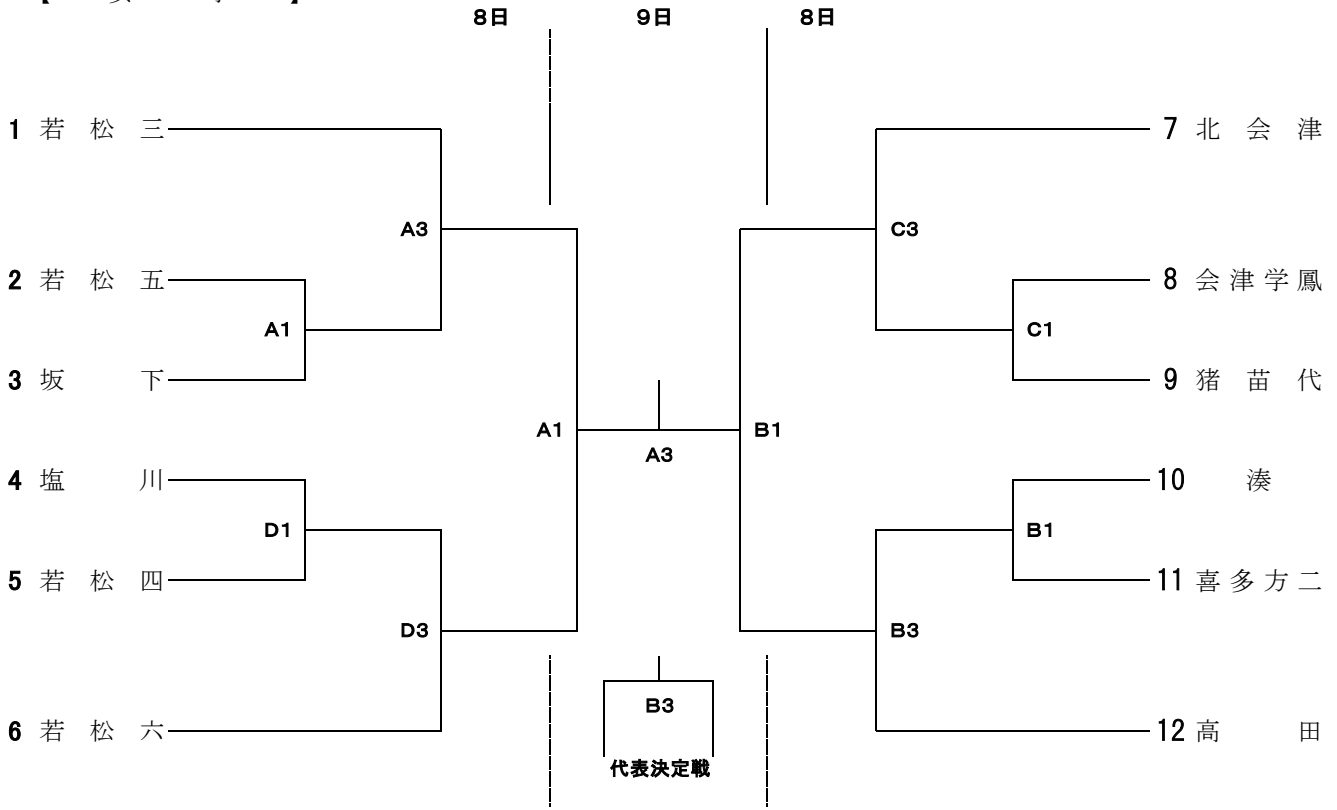 8日 9日 8日
1 若松三
7 北会津
A3
C3
2 若松五
8 会津学鳳
A1
C1
3 坂下
9 猪苗代
A1
B1
A3
4 塩川
10 湊
D1
B1
5 若松四
11 喜多方二
D3
B3
B3
6 若松六
12 高田
代表決定戦